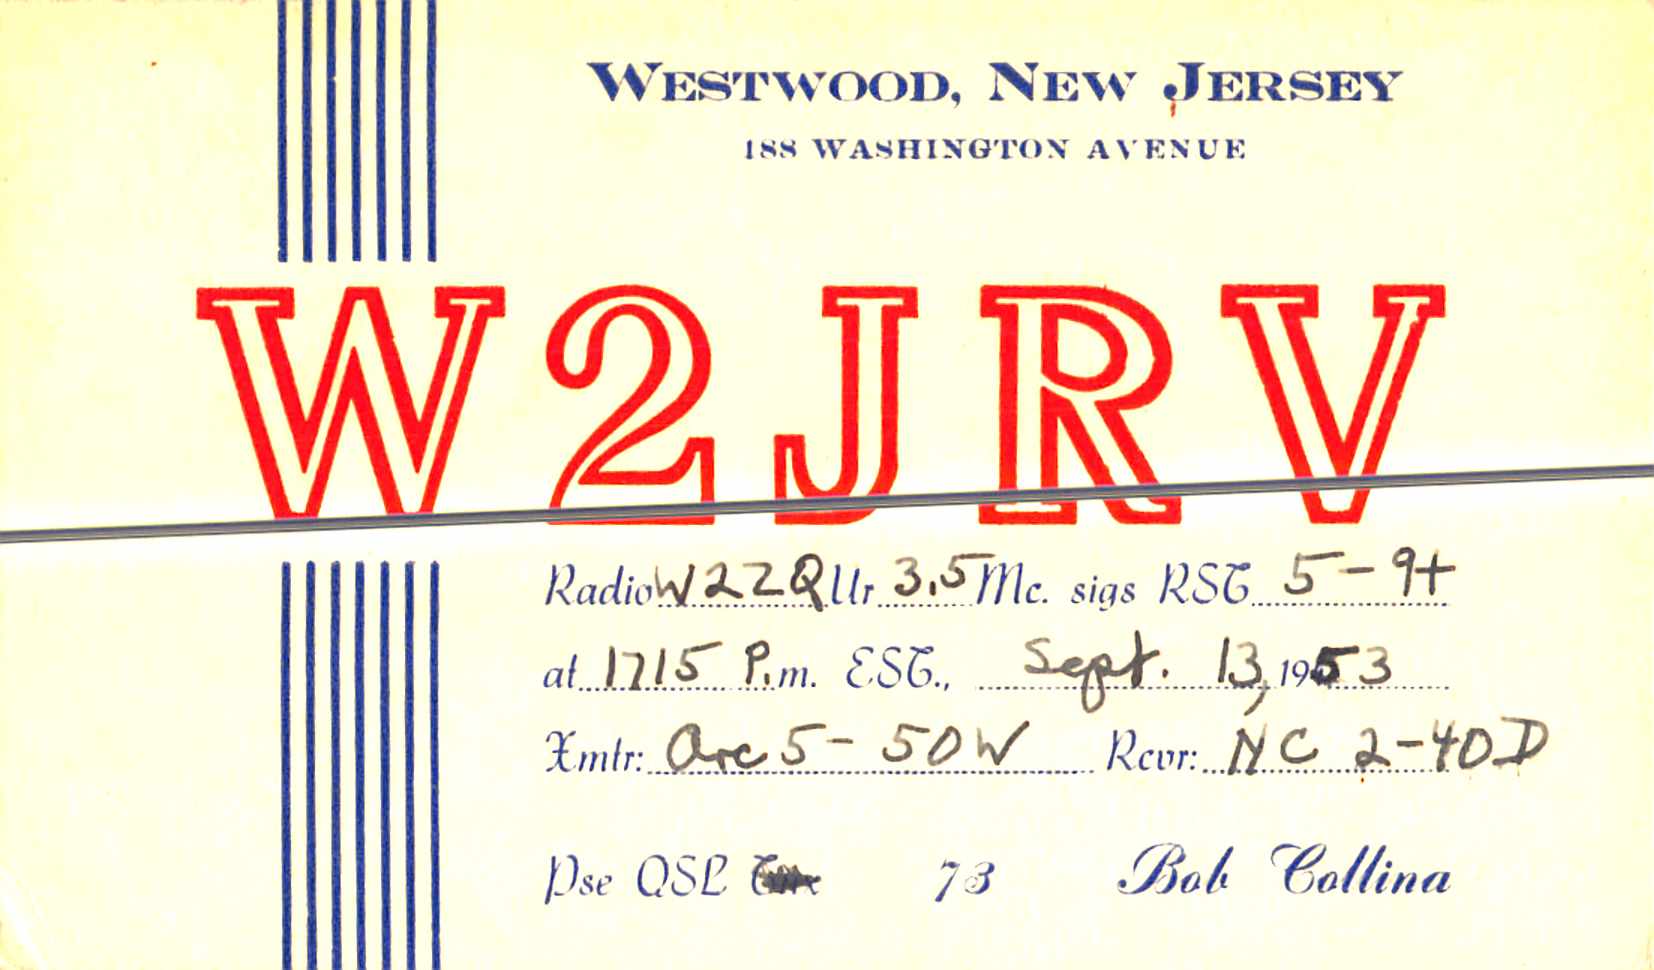 WESTWOOD, NEW JERSEY
188 WASHINGTON AVENUE
W2JRV
Radio W2ZQ Ur 3.5 Mc. sigs RST 5-9+
at 1715 P.m. EST., Sept. 13, 1953
Xmtr: Arc 5- 50W Rcvr: NC 2-40D
Pse QSL 73 Bob Collina